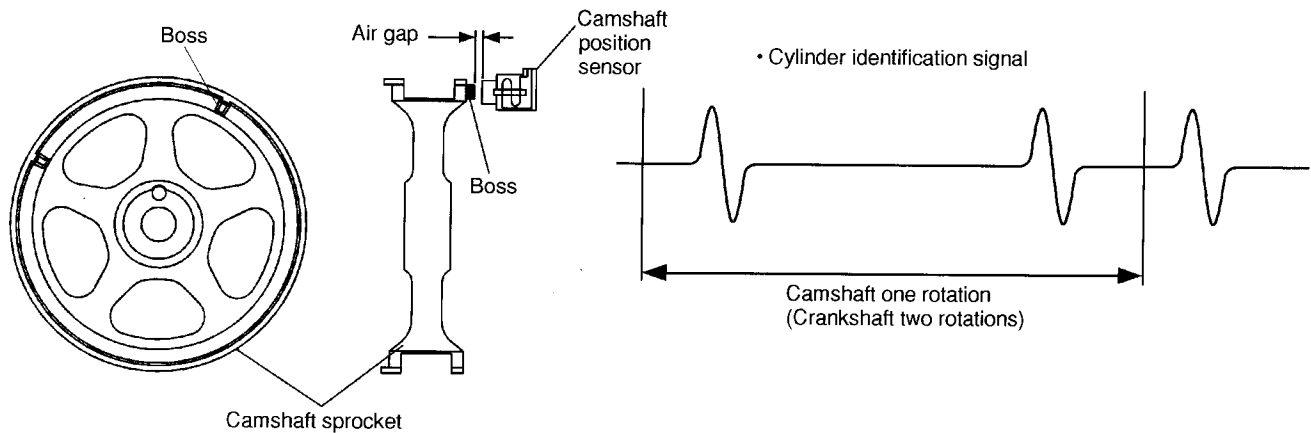 Boss
Air gap
Camshaft
position
sensor
Boss
Camshaft sprocket
• Cylinder identification signal
Camshaft one rotation
(Crankshaft two rotations)